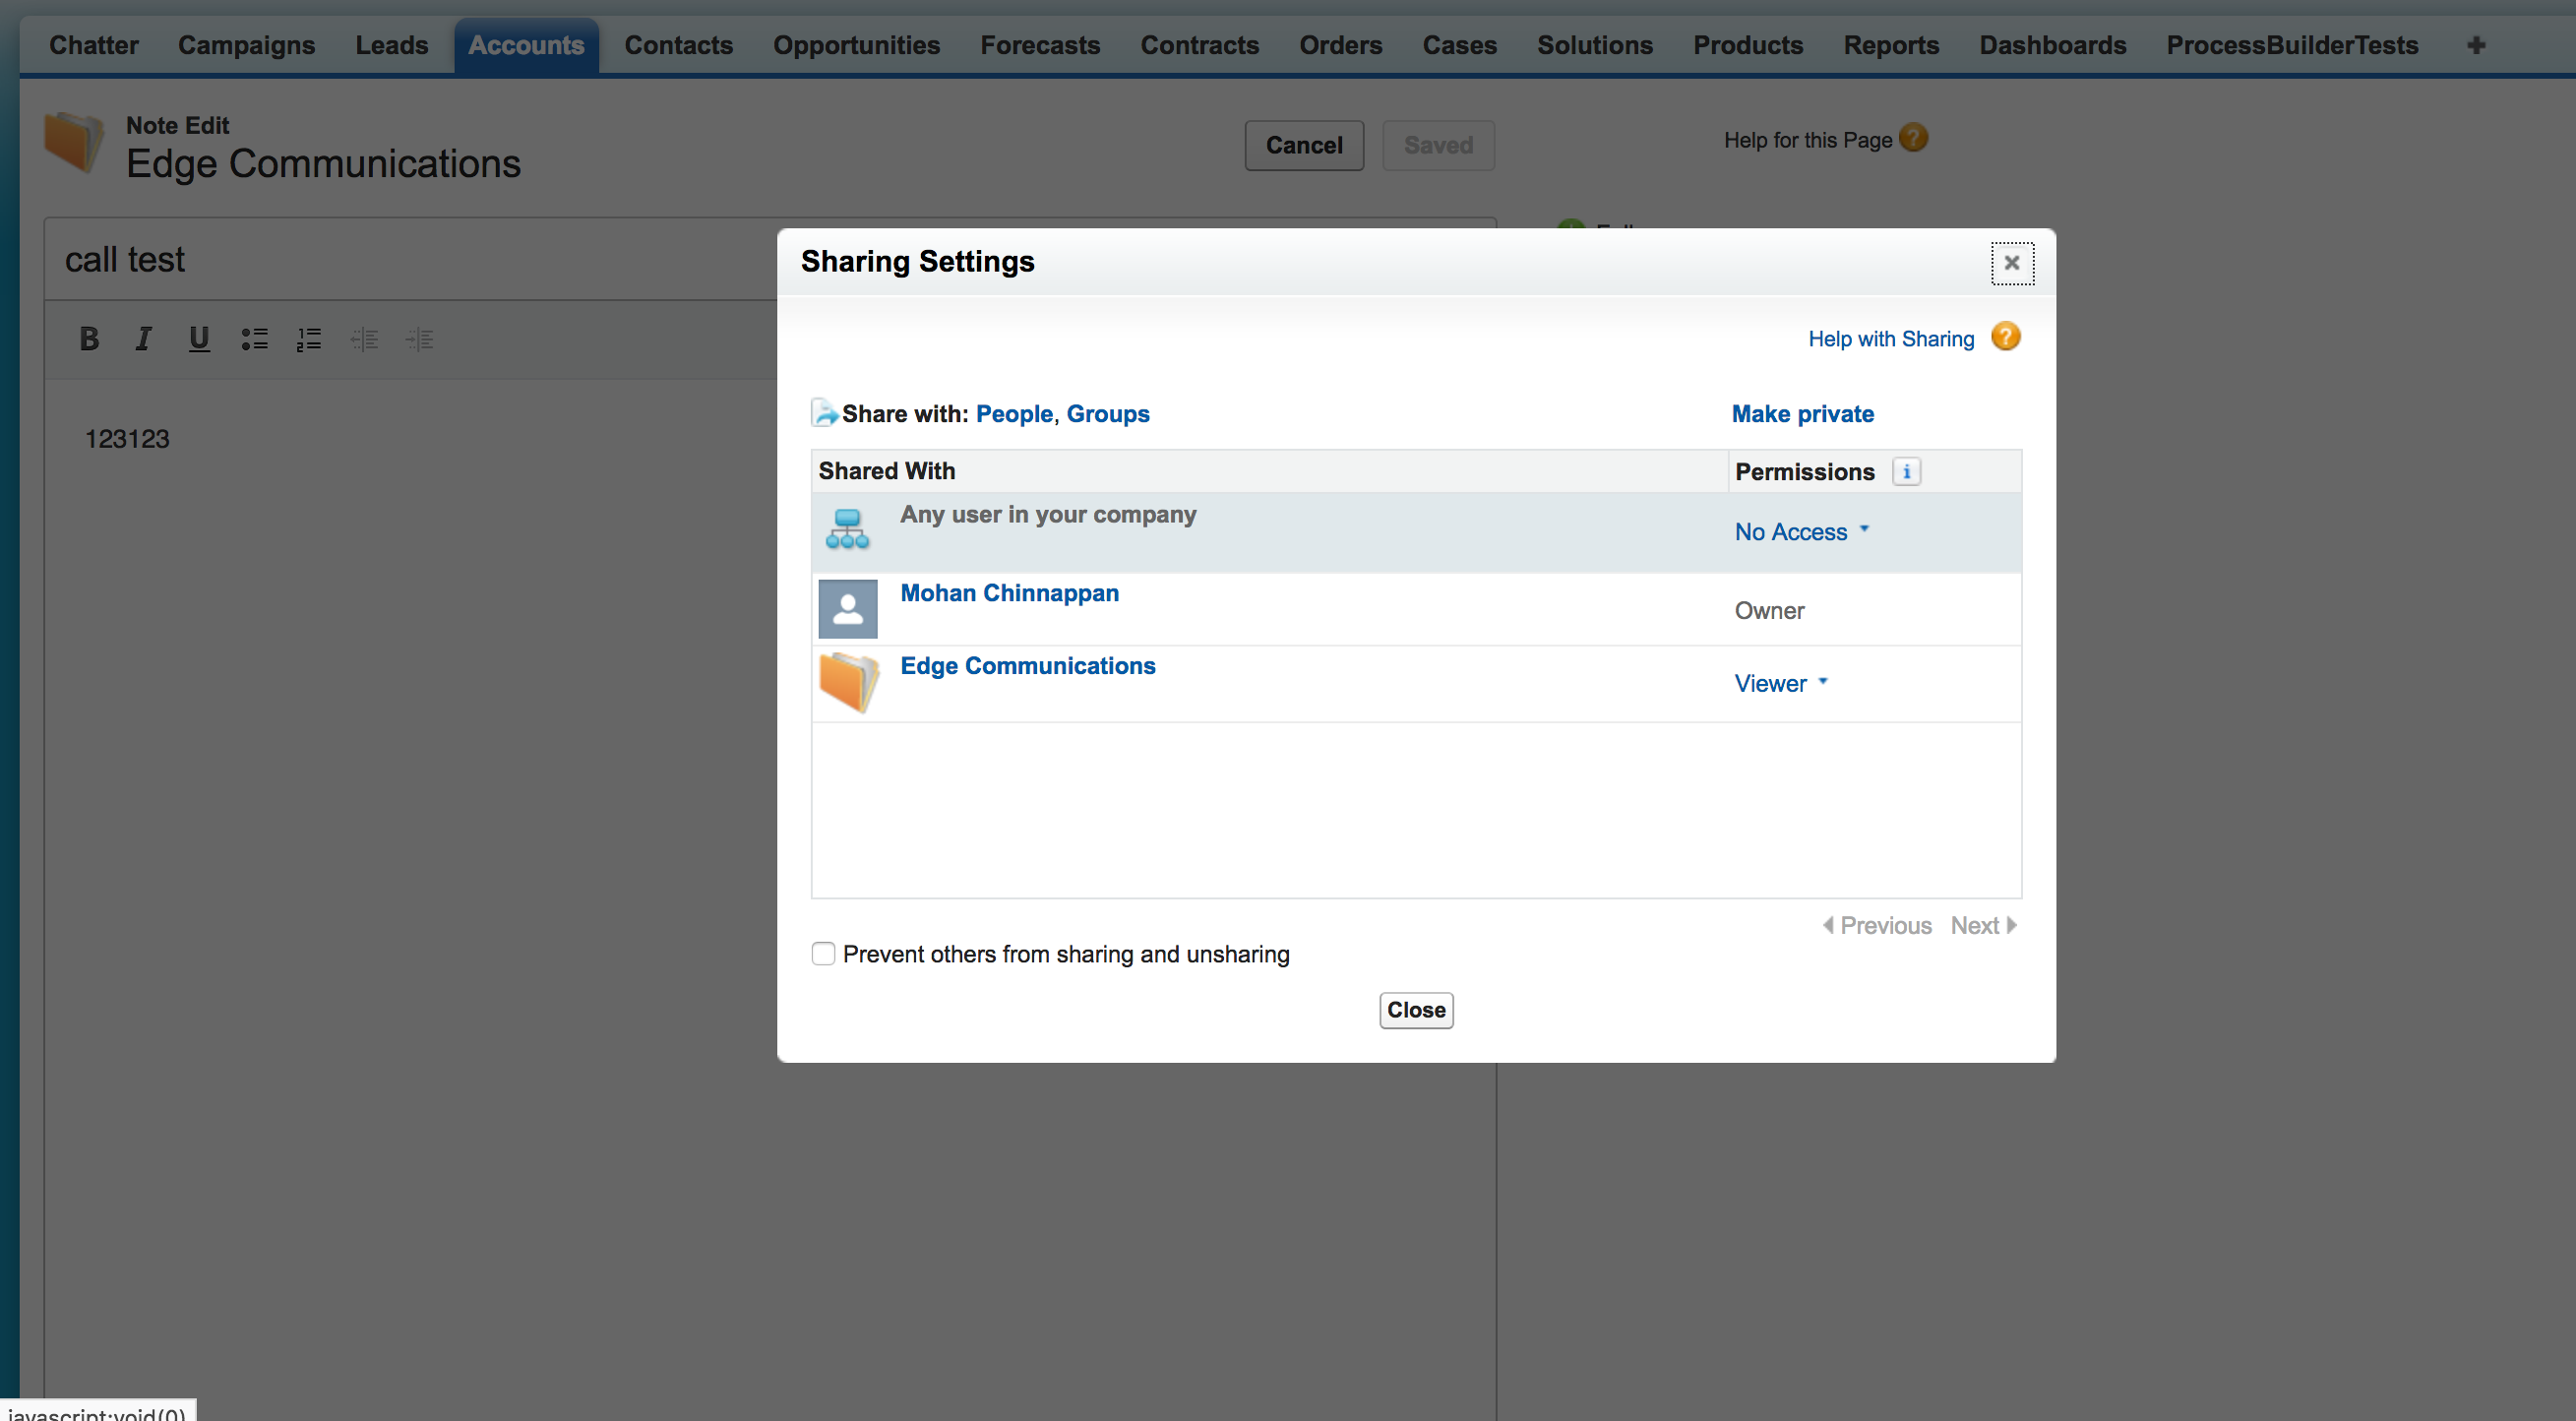 Chatter Campaigns Leads Accounts Contacts Opportunities Forecasts Contracts Orders Cases Solutions Products Reports Dashboards ProcessBuilderTests +
Note Edit
Edge Communications
Cancel Saved Help for this Page ?
call test
B I U
123123
Sharing Settings
Help with Sharing ?
Share with: People, Groups Make private
Shared With Permissions i
Any user in your company No Access
Mohan Chinnappan Owner
Edge Communications Viewer
Previous Next
Prevent others from sharing and unsharing
Close
javascript:void(0)